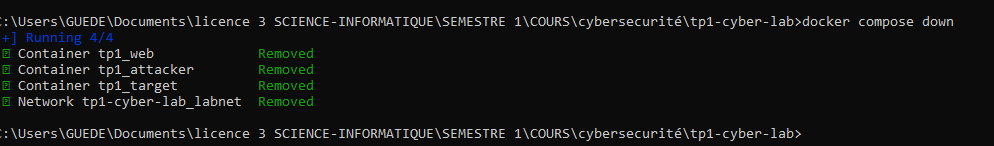 C:\Users\GUEDE\Documents\licence 3 SCIENCE-INFORMATIQUE\SEMESTRE 1\COURS\cybersecurité\tp1-cyber-lab>docker compose down
+] Running 4/4
Container tp1_web Removed
Container tp1_attacker Removed
Container tp1_target Removed
Network tp1-cyber-lab_labnet Removed
C:\Users\GUEDE\Documents\licence 3 SCIENCE-INFORMATIQUE\SEMESTRE 1\COURS\cybersecurité\tp1-cyber-lab>